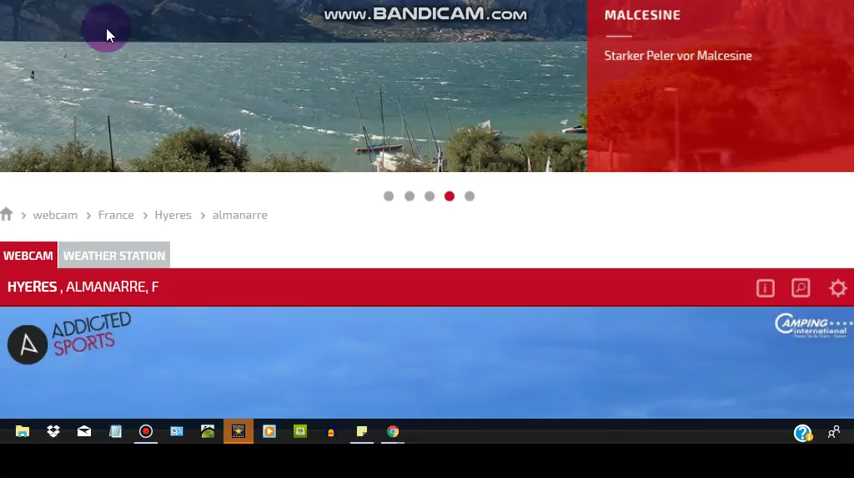 WWW.BANDICAM.COM
MALCESINE
Starker Peler vor Malcesine
webcam > France > Hyeres > almanarre
WEBCAM WEATHER STATION
HYERES , ALMANARRE, F
ADDICTED
SPORTS
CAMPING
international